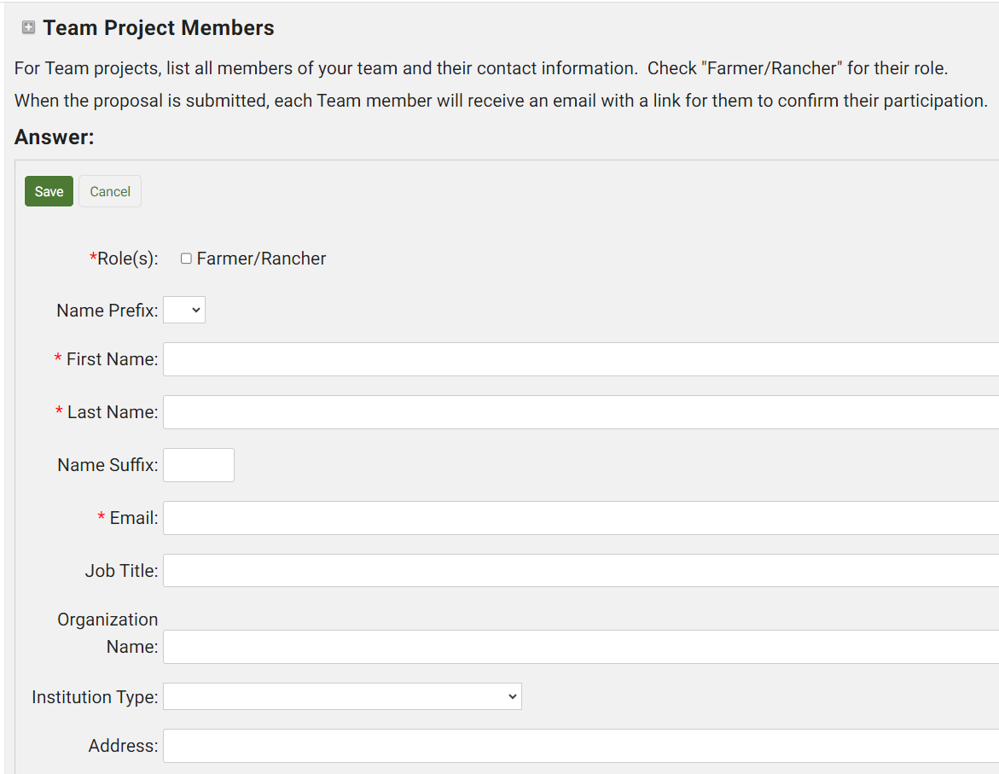 Team Project Members
For Team projects, list all members of your team and their contact information.  Check "Farmer/Rancher" for their role.
When the proposal is submitted, each Team member will receive an email with a link for them to confirm their participation.
Answer:
Save Cancel
*Role(s): Farmer/Rancher
Name Prefix:
* First Name:
* Last Name:
Name Suffix:
* Email:
Job Title:
Organization
Name:
Institution Type:
Address: